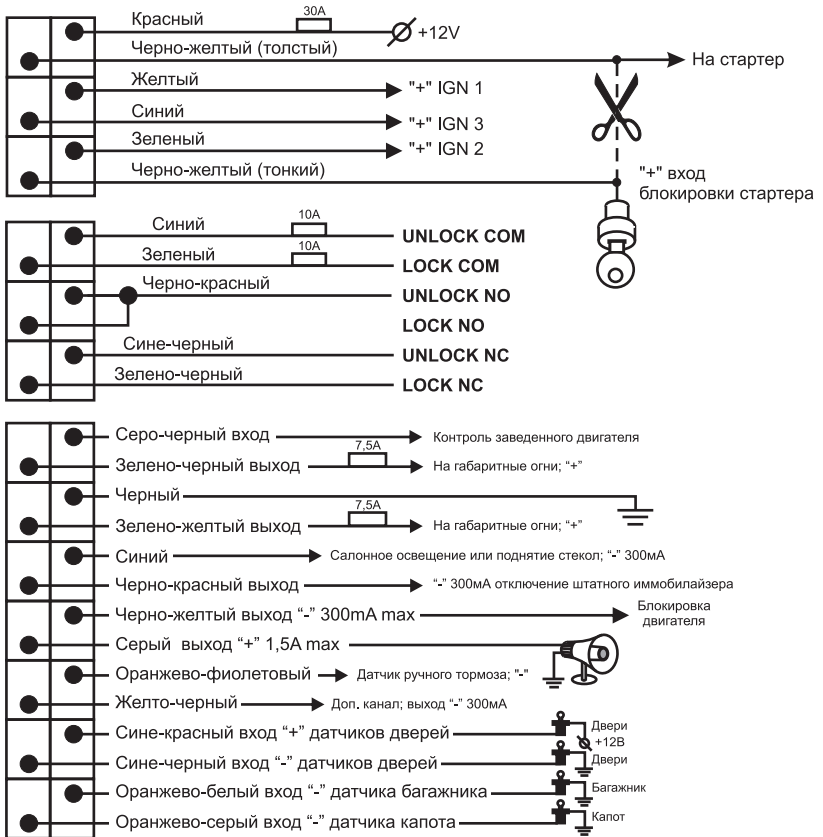 Красный 30А +12V
Черно-желтый (толстый) На стартер
Желтый "+" IGN 1
Синий "+" IGN 3
Зеленый "+" IGN 2
Черно-желтый (тонкий) "+" вход
блокировки стартера
Синий 10А UNLOCK COM
Зеленый 10А LOCK COM
Черно-красный UNLOCK NO
LOCK NO
Сине-черный UNLOCK NC
Зелено-черный LOCK NC
Серо-черный вход Контроль заведенного двигателя
Зелено-черный выход 7,5А На габаритные огни; “+”
Черный
Зелено-желтый выход 7,5А На габаритные огни; “+”
Синий Салонное освещение или поднятие стекол; “-” 300мА
Черно-красный выход “-” 300мА отключение штатного иммобилайзера
Черно-желтый выход “-” 300mA max Блокировка
двигателя
Серый выход “+” 1,5A max
Оранжево-фиолетовый Датчик ручного тормоза; "-"
Желто-черный Доп. канал; выход “-” 300мА
Сине-красный вход “+” датчиков дверей Двери
+12В
Сине-черный вход “-” датчиков дверей Двери
Оранжево-белый вход “-” датчика багажника Багажник
Оранжево-серый вход “-” датчика капота Капот